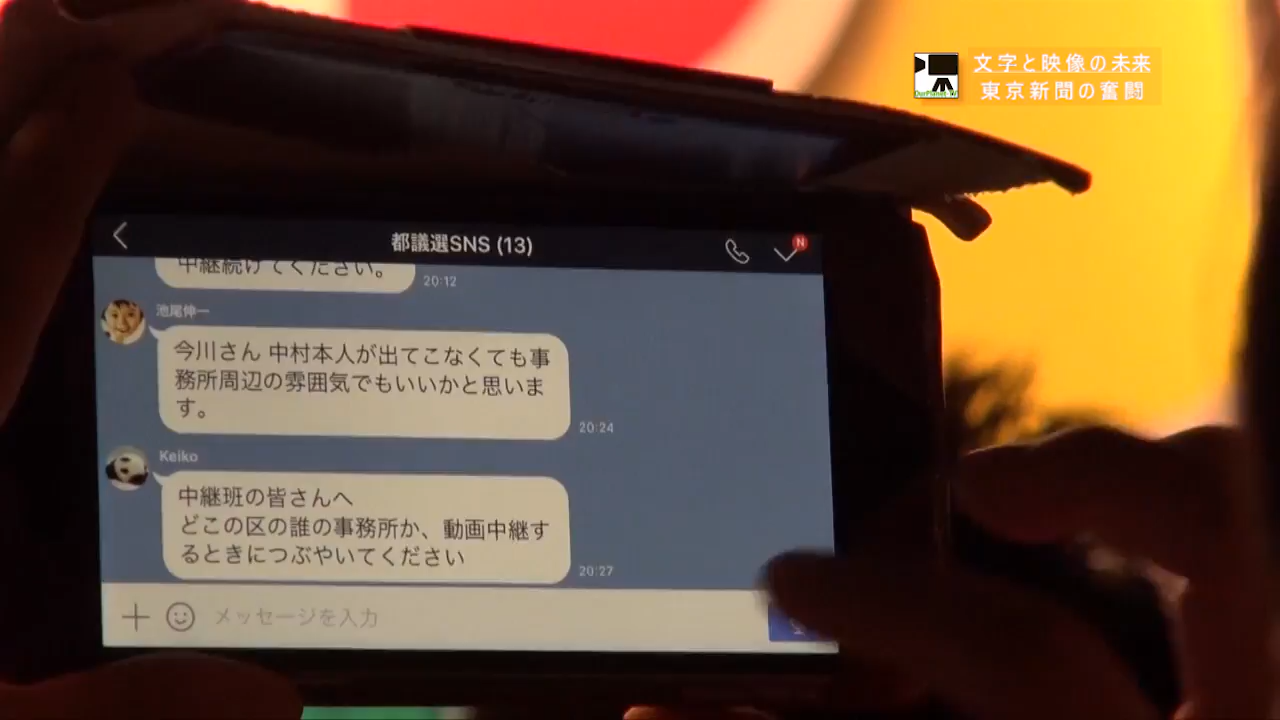 文字と映像の未来
東京新聞の奮闘
OurPlanet-TV
都議選SNS (13)
N
中継続けてください。
20:12
池尾伸一
今川さん 中村本人が出てこなくても事
務所周辺の雰囲気でもいいかと思いま
す。
20:24
Keiko
中継班の皆さんへ
どこの区の誰の事務所か、動画中継す
るときにつぶやいてください
20:27
メッセージを入力